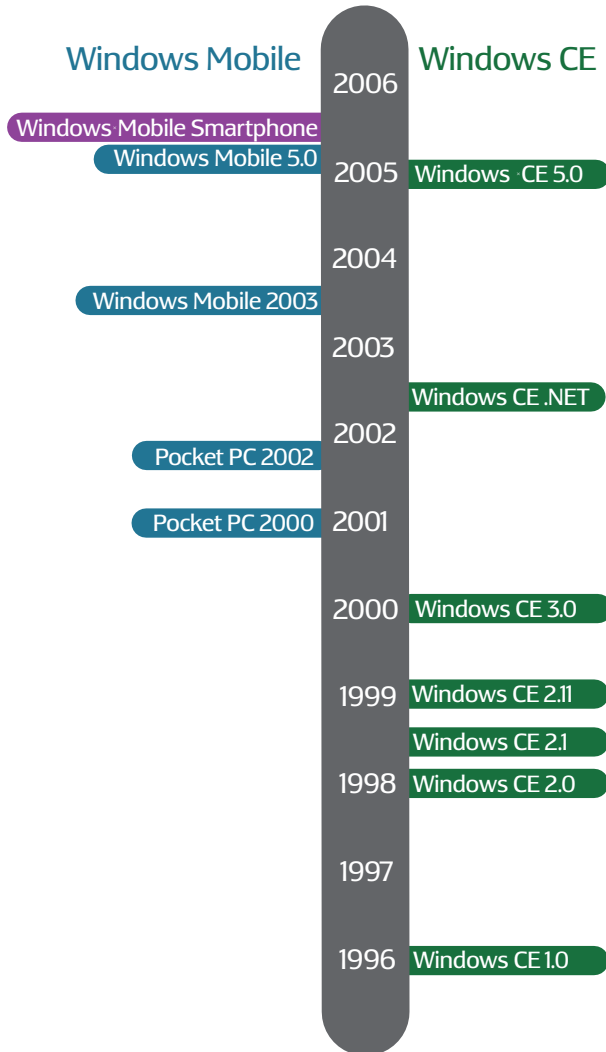 Windows Mobile
Windows CE
2006
Windows·Mobile Smartphone
Windows Mobile 5.0
2005
Windows ·CE 5.0
2004
Windows Mobile 2003
2003
Windows CE .NET
2002
Pocket PC 2002
Pocket PC 2000
2001
2000
Windows CE 3.0
1999
Windows CE 2.11
Windows CE 2.1
1998
Windows CE 2.0
1997
1996
Windows CE 1.0